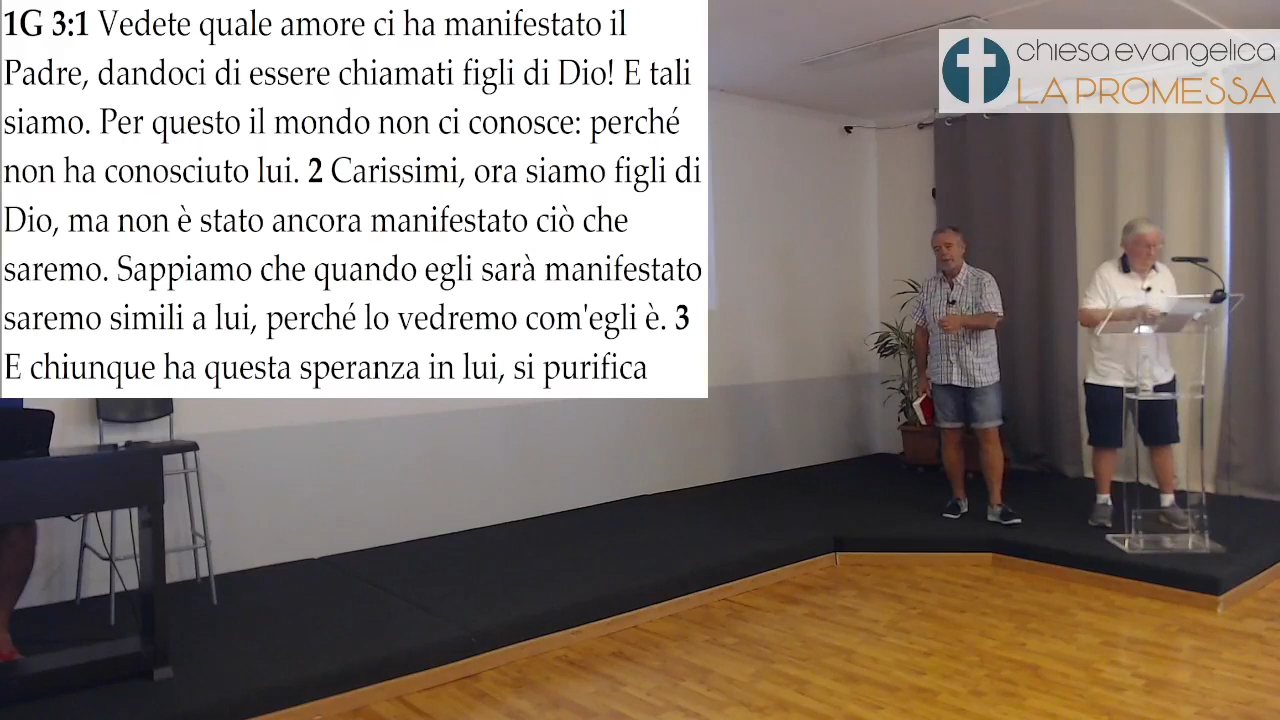 1G 3:1 Vedete quale amore ci ha manifestato il
Padre, dandoci di essere chiamati figli di Dio! E tali
siamo. Per questo il mondo non ci conosce: perché
non ha conosciuto lui. 2 Carissimi, ora siamo figli di
Dio, ma non è stato ancora manifestato ciò che
saremo. Sappiamo che quando egli sarà manifestato
saremo simili a lui, perché lo vedremo com'egli è. 3
E chiunque ha questa speranza in lui, si purifica
chiesa evangelica
LA PROMESSA